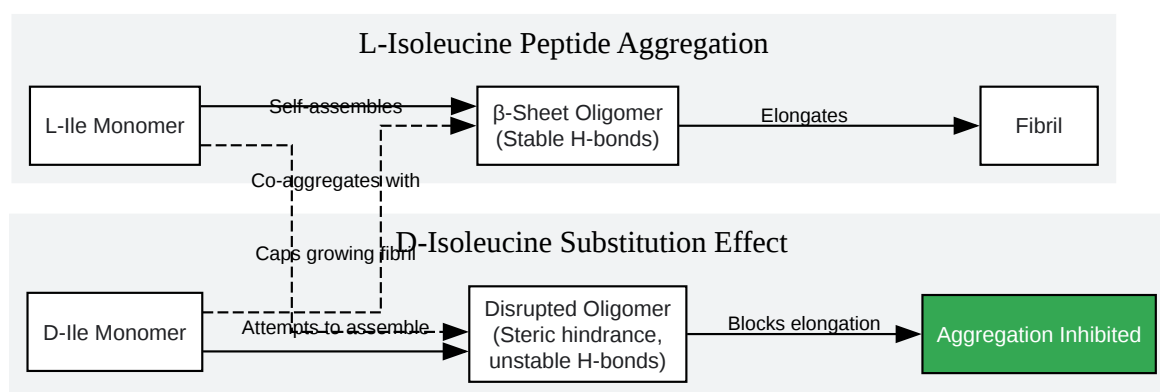 L-Isoleucine Peptide Aggregation
L-Ile Monomer
Self-assembles
β-Sheet Oligomer
(Stable H-bonds)
Elongates
Fibril
Co-aggregates with
D-Isoleucine Substitution Effect
Caps growing fibril
D-Ile Monomer
Attempts to assemble
Disrupted Oligomer
(Steric hindrance,
unstable H-bonds)
Blocks elongation
Aggregation Inhibited